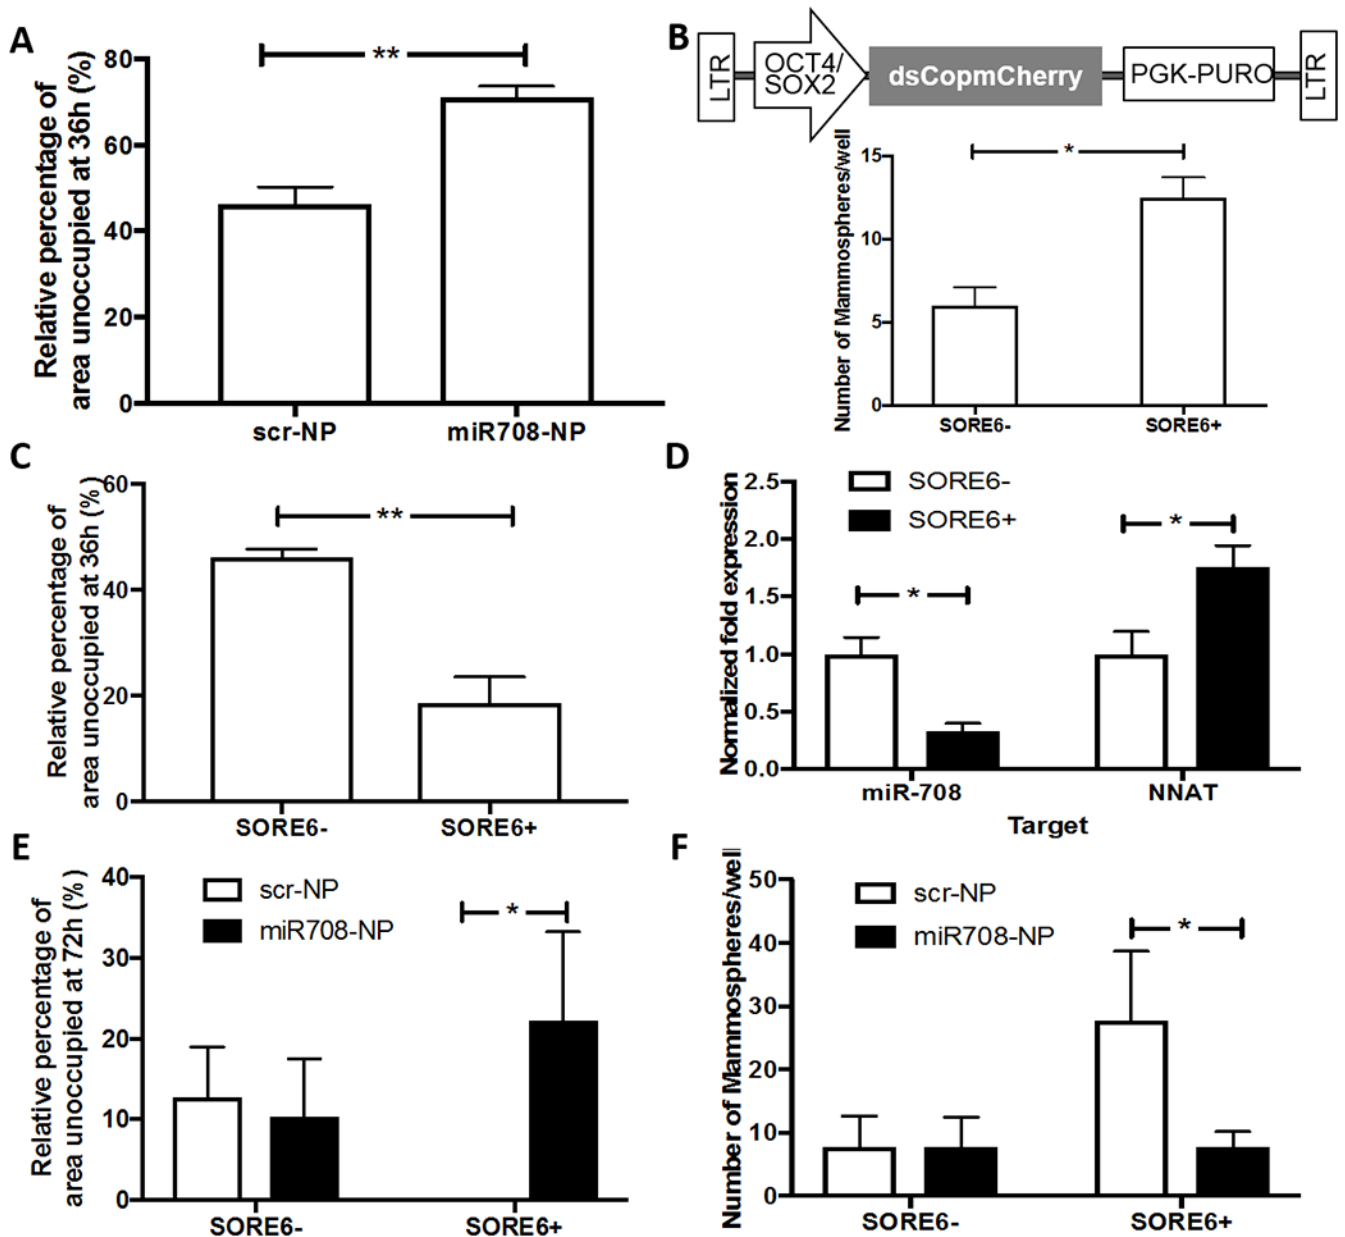 A
Relative percentage of
area unoccupied at 36h (%)
80
60
40
20
0
**
scr-NP
miR708-NP
B
LTR
OCT4/
SOX2
dsCopmCherry
PGK-PURO
LTR
Number of Mammospheres/well
15
10
5
0
*
SORE6-
SORE6+
C
Relative percentage of
area unoccupied at 36h (%)
60
40
20
0
**
SORE6-
SORE6+
D
Normalized fold expression
2.5
2.0
1.5
1.0
0.5
0.0
SORE6-
SORE6+
*
*
miR-708
NNAT
Target
E
Relative percentage of
area unoccupied at 72h (%)
40
30
20
10
0
scr-NP
miR708-NP
*
SORE6-
SORE6+
F
Number of Mammospheres/well
50
40
30
20
10
0
scr-NP
miR708-NP
*
SORE6-
SORE6+